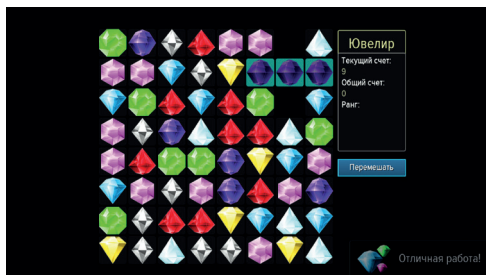 Ювелир
Текущий счет:
9
Общий счет:
0
Ранг:
Перемешать
Отличная работа!